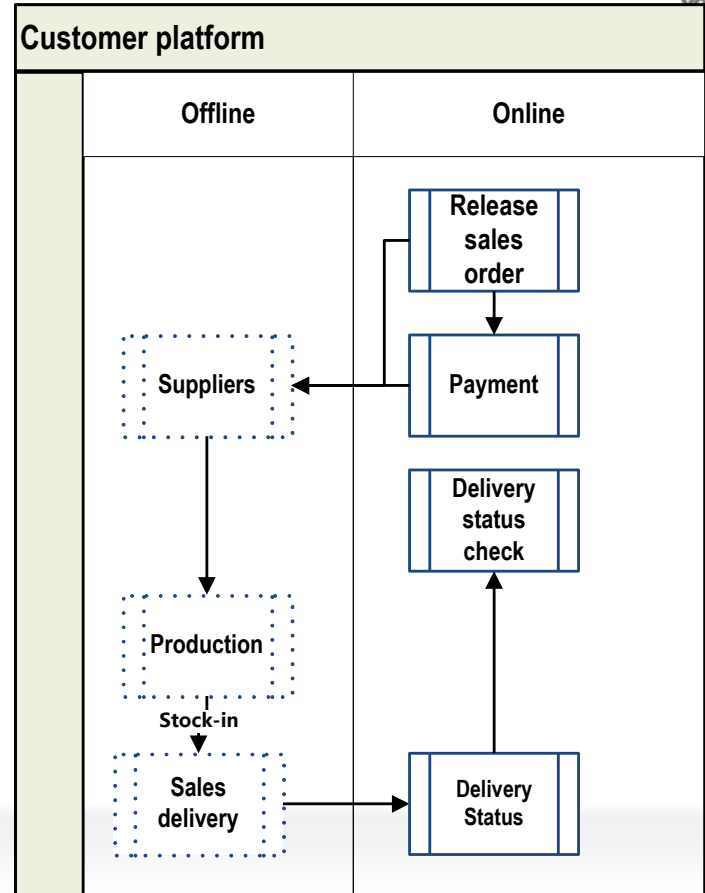 Customer platform
Offline
Online
Release
sales
order
Suppliers
Payment
Delivery
status
check
Production
Stock-in
Sales
delivery
Delivery
Status